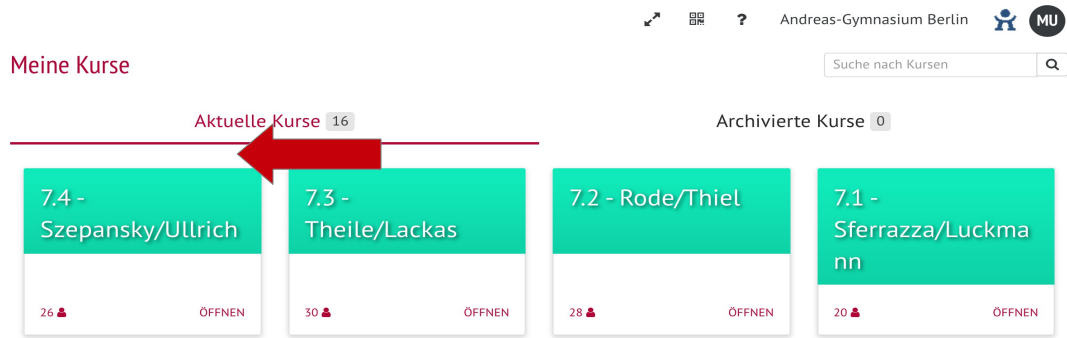 ? Andreas-Gymnasium Berlin MU
Meine Kurse
Suche nach Kursen
Aktuelle Kurse 16
Archivierte Kurse 0
7.4 -
Szepansky/Ullrich
26 ÖFFNEN
7.3 -
Theile/Lackas
30 ÖFFNEN
7.2 - Rode/Thiel
28 ÖFFNEN
7.1 -
Sferrazza/Luckma
nn
20 ÖFFNEN